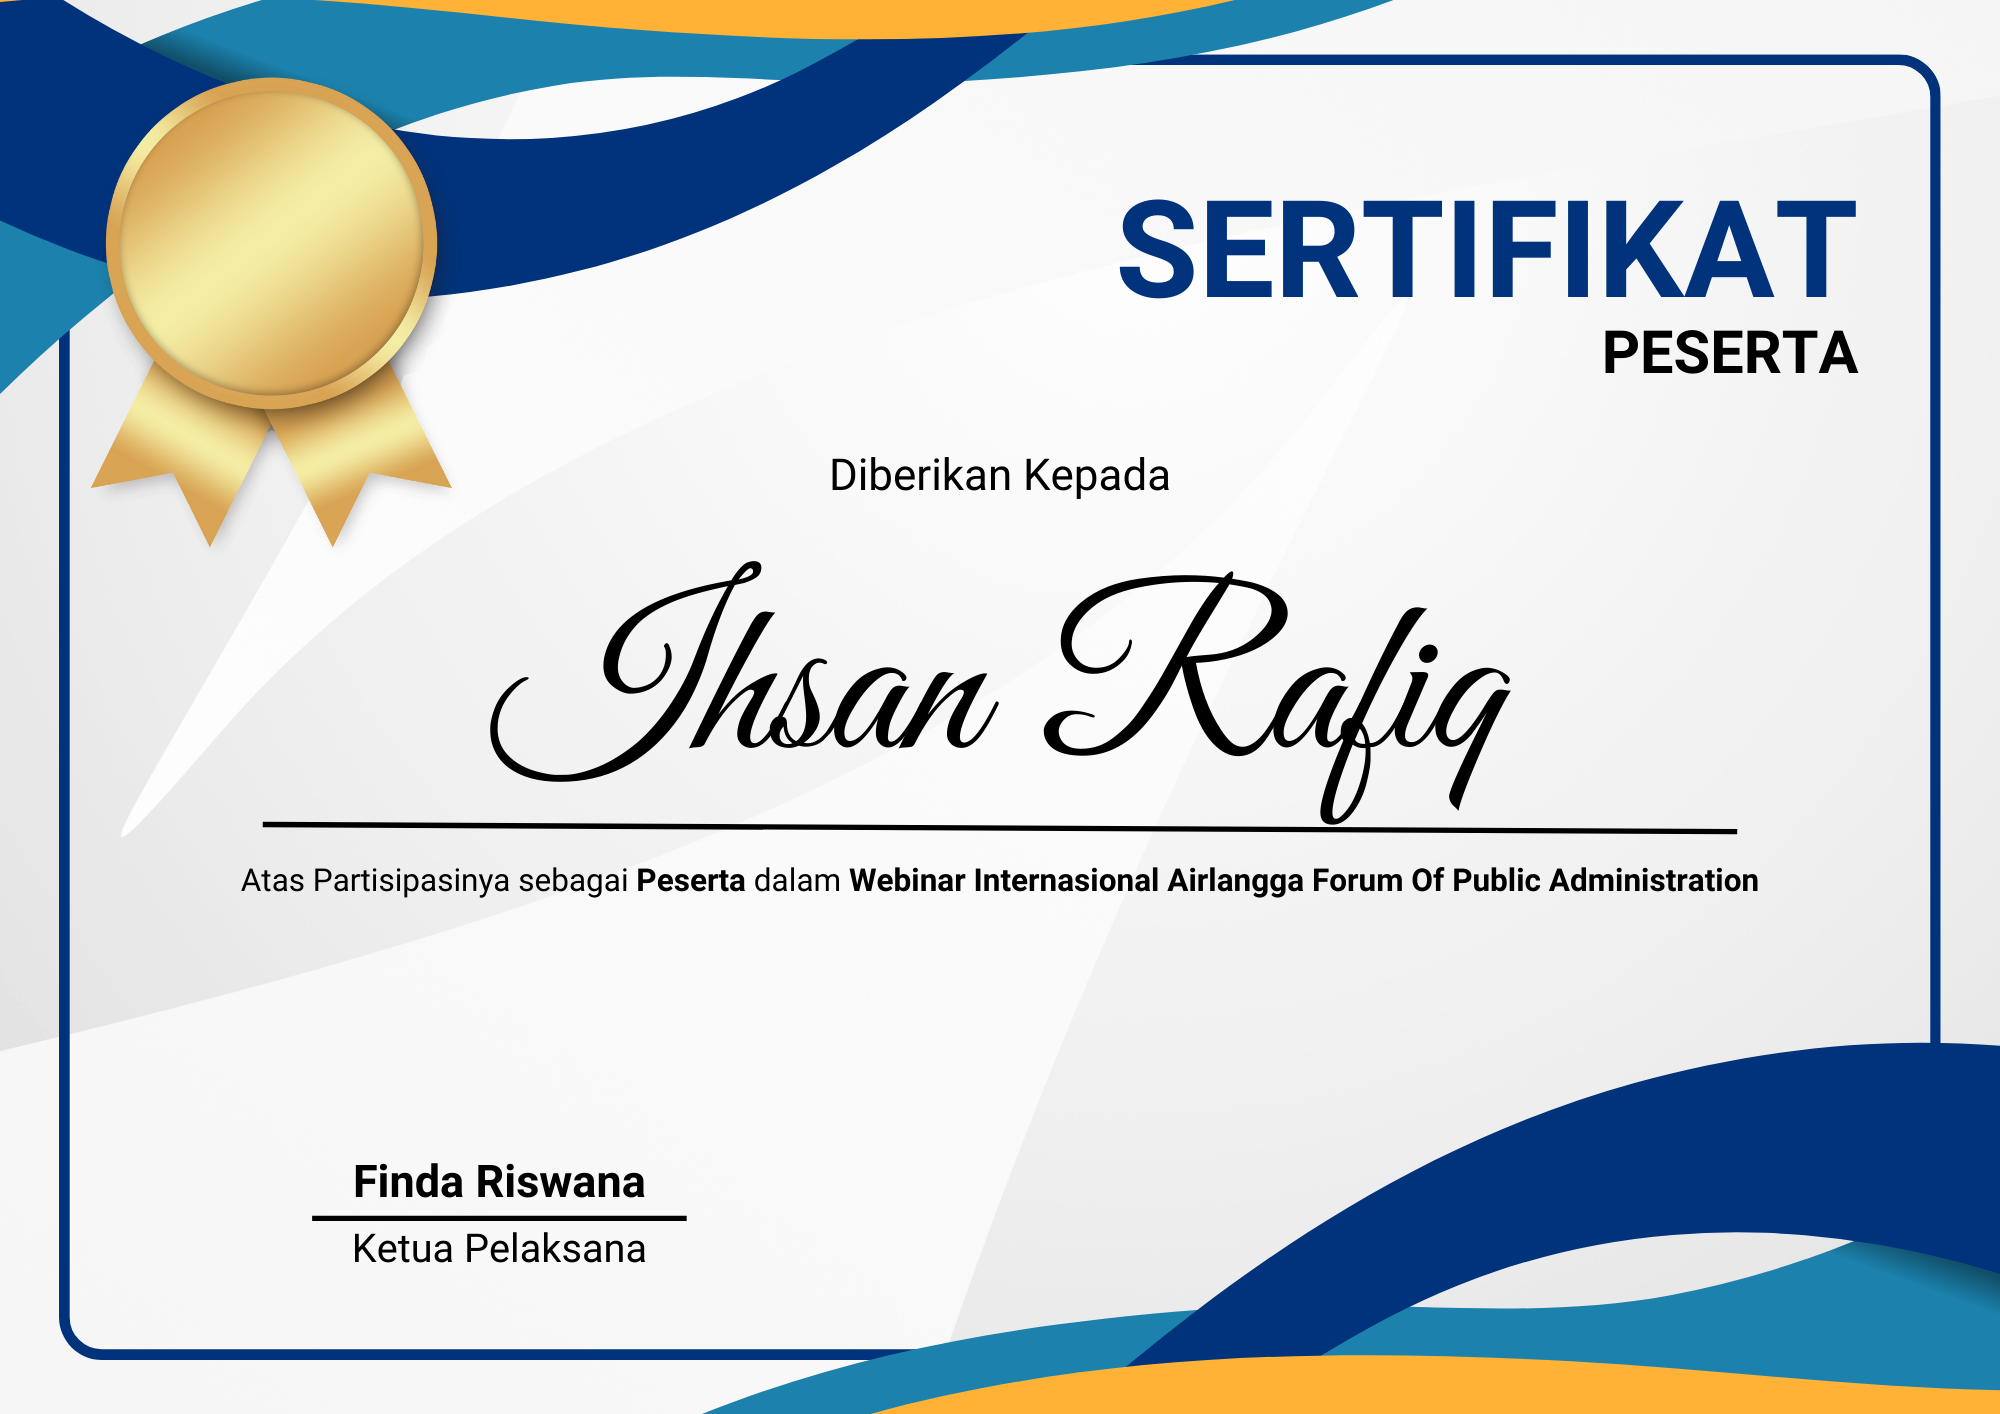 SERTIFIKAT
PESERTA
Diberikan Kepada
Ihsan Rafiq
Atas Partisipasinya sebagai Peserta dalam Webinar Internasional Airlangga Forum Of Public Administration
Finda Riswana
Ketua Pelaksana